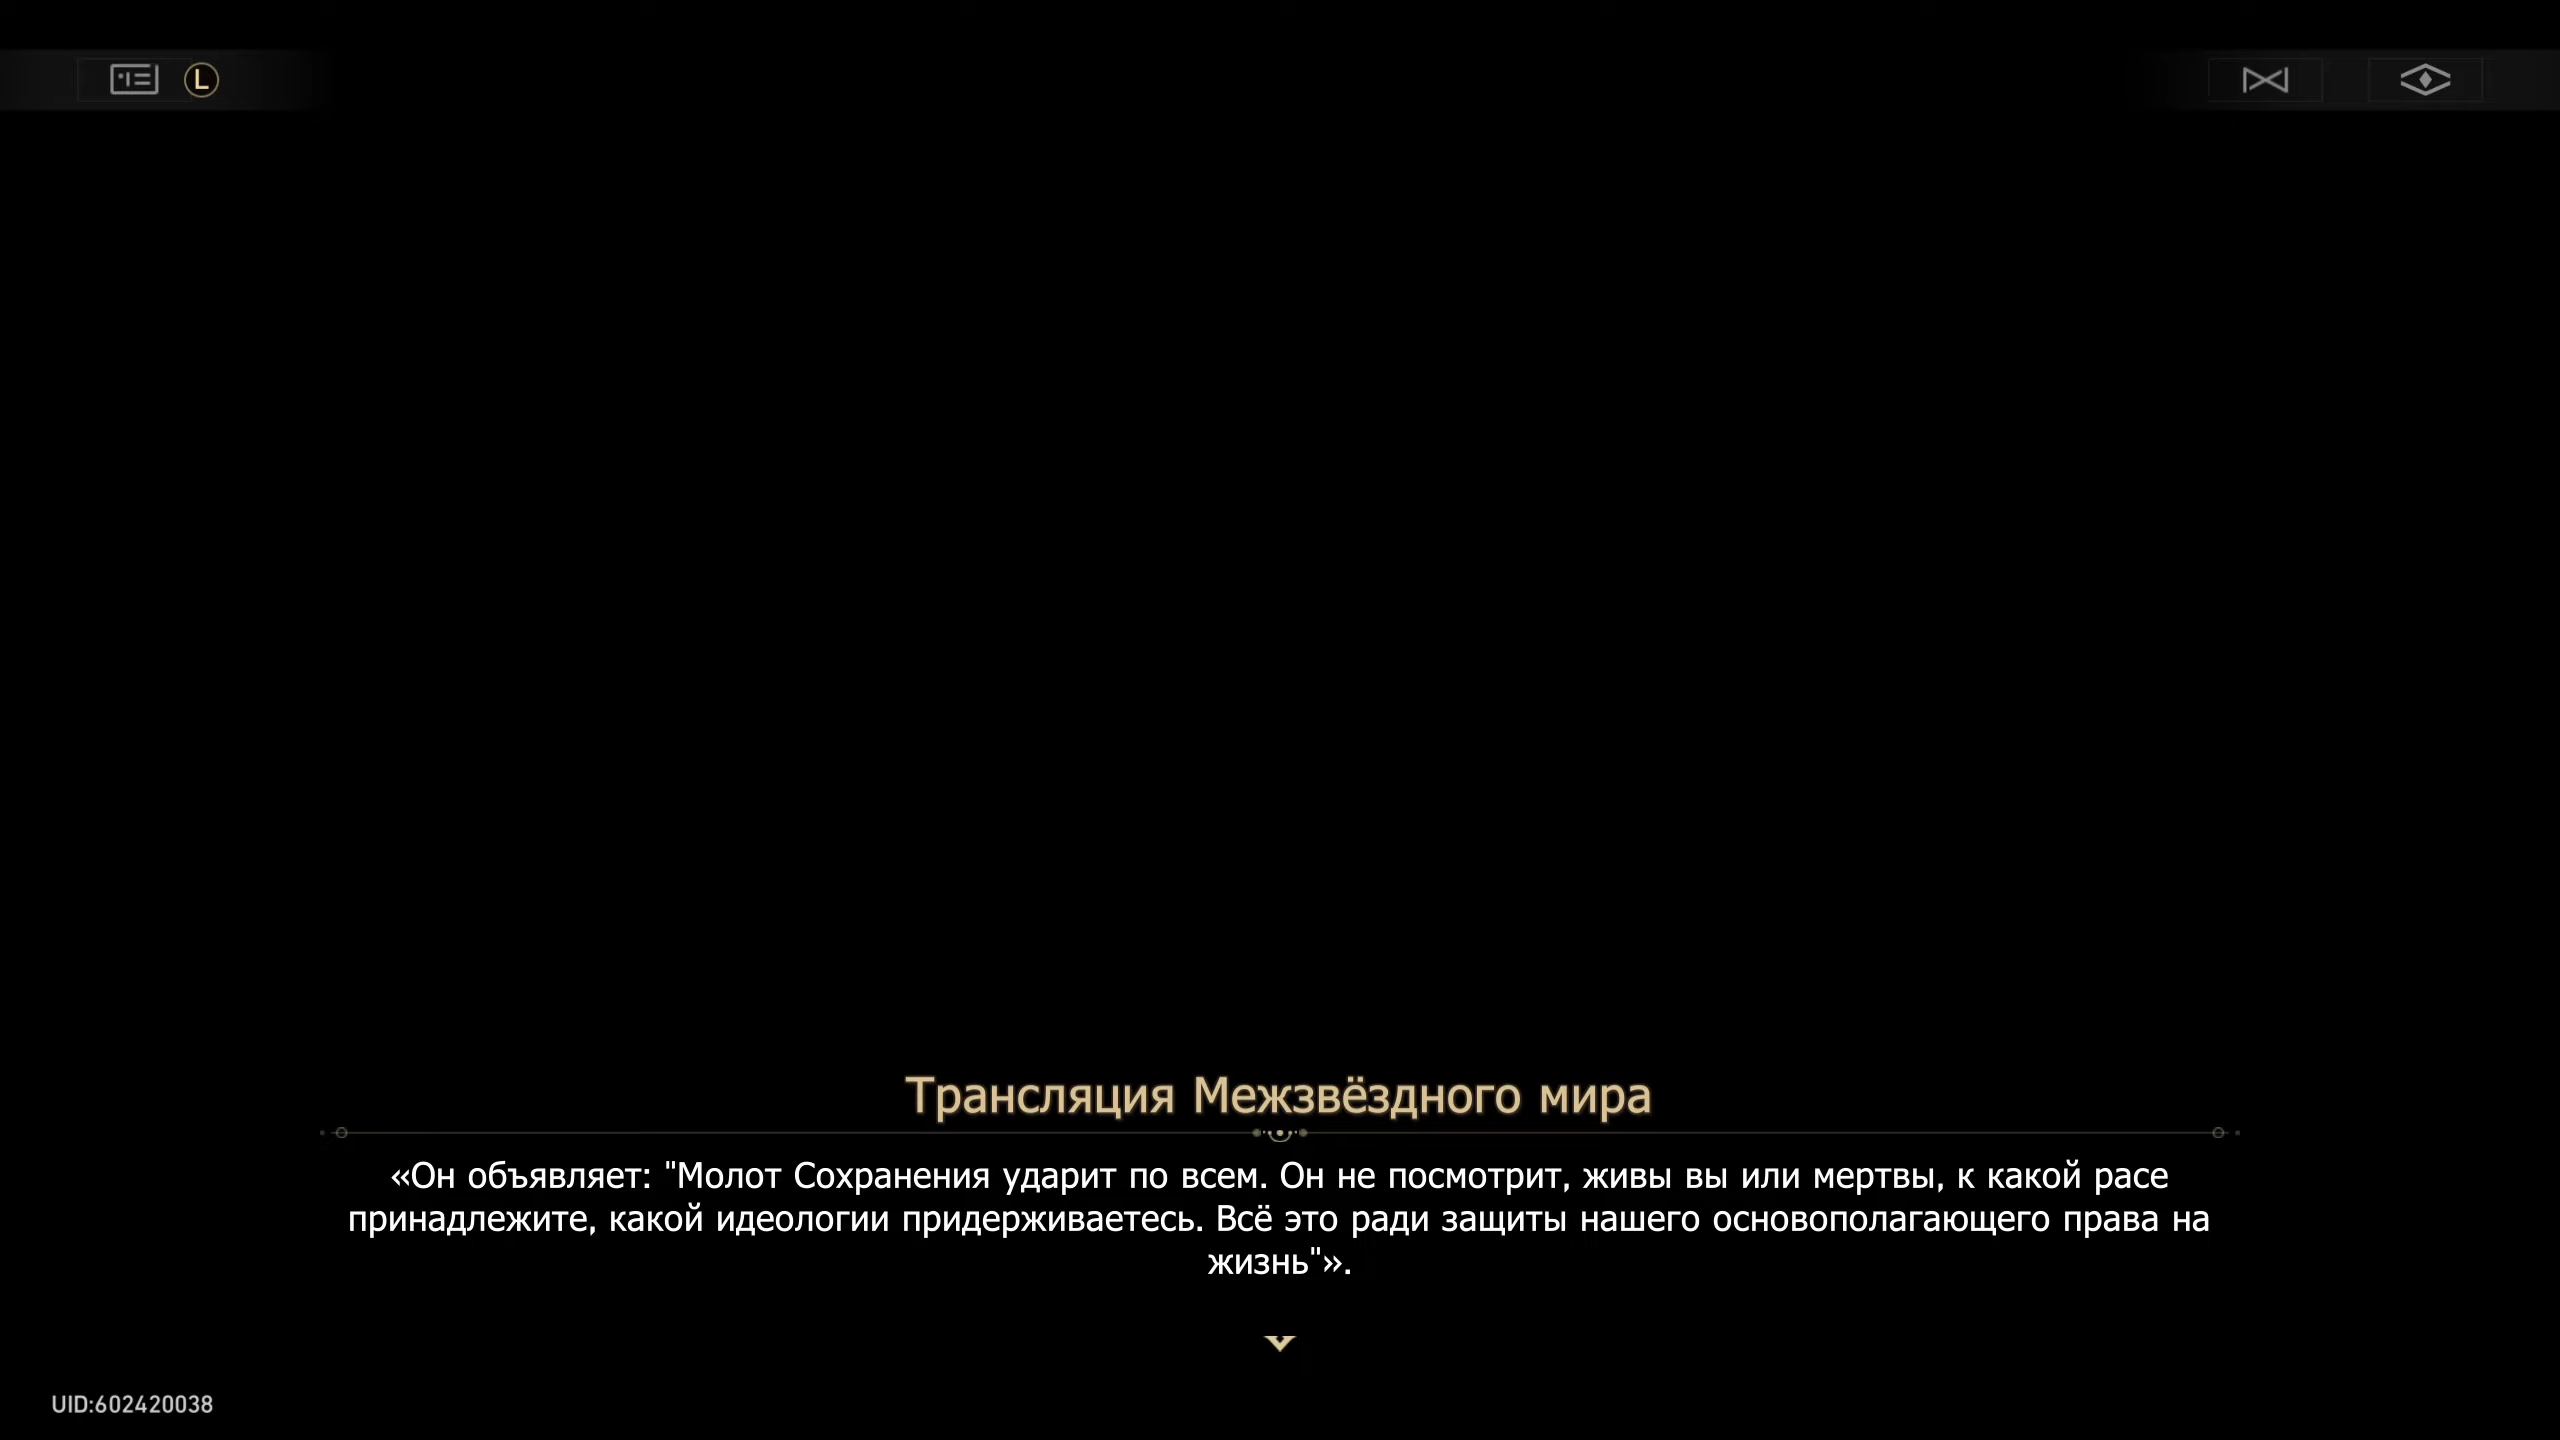 L
Трансляция Межзвёздного мира
«Он объявляет: "Молот Сохранения ударит по всем. Он не посмотрит, живы вы или мертвы, к какой расе
принадлежите, какой идеологии придерживаетесь. Всё это ради защиты нашего основополагающего права на
жизнь"».
UID:602420038